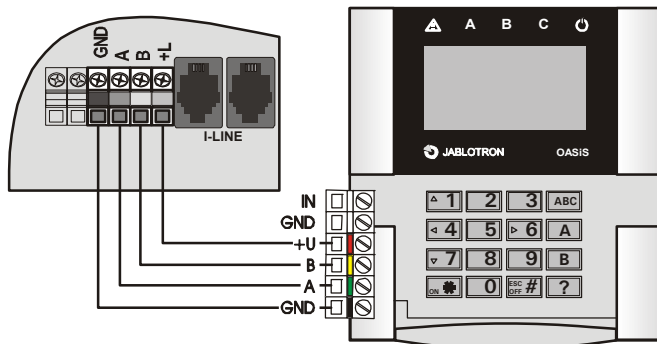 GND A B +L
I-LINE
A B C
JABLOTRON OASiS
IN
GND
+U
B
A
GND
1 2 3 ABC
4 5 6 A
7 8 9 B
ON * 0 ESC OFF # ?